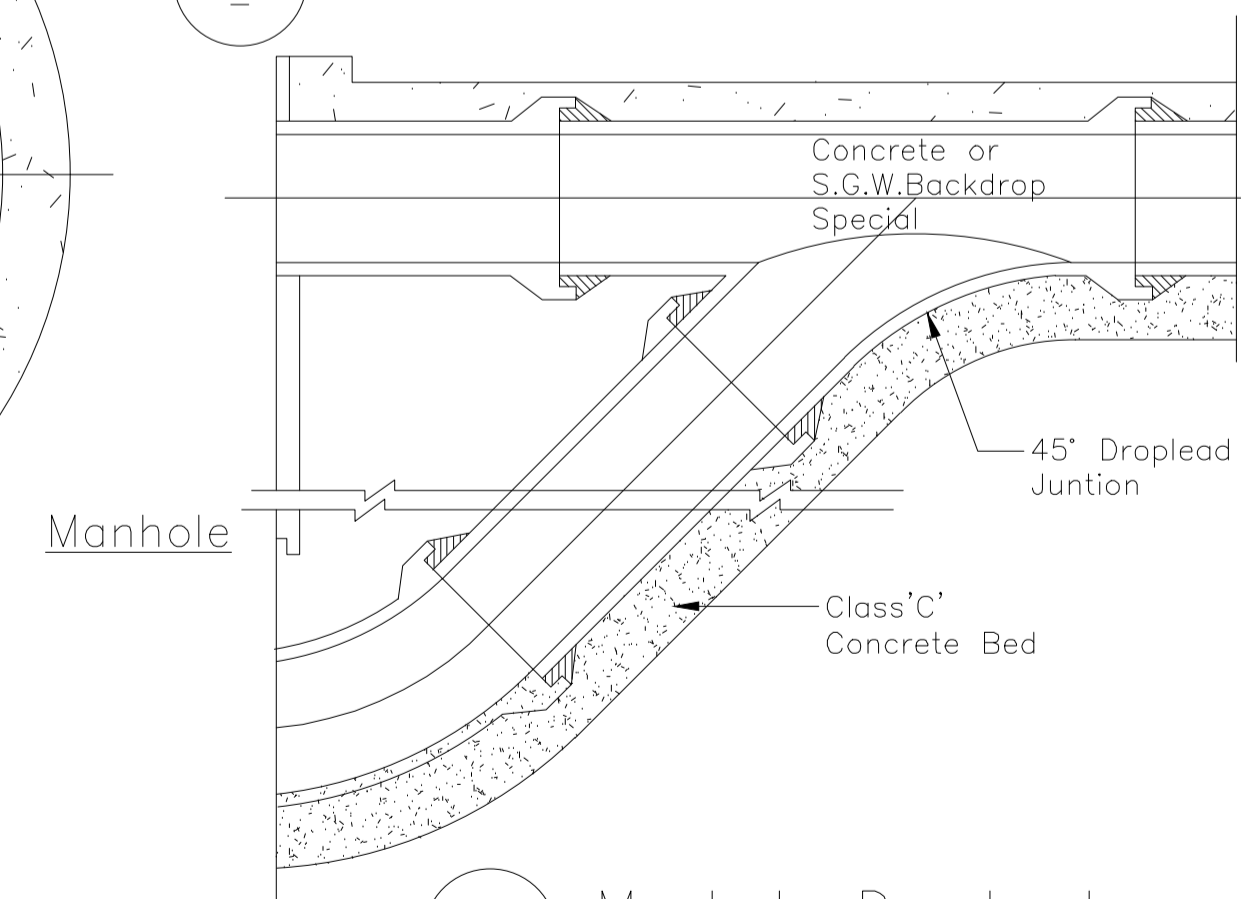 Concrete or
S.G.W.Backdrop
Special
45° Droplead
Juntion
Manhole
Class'C'
Concrete Bed